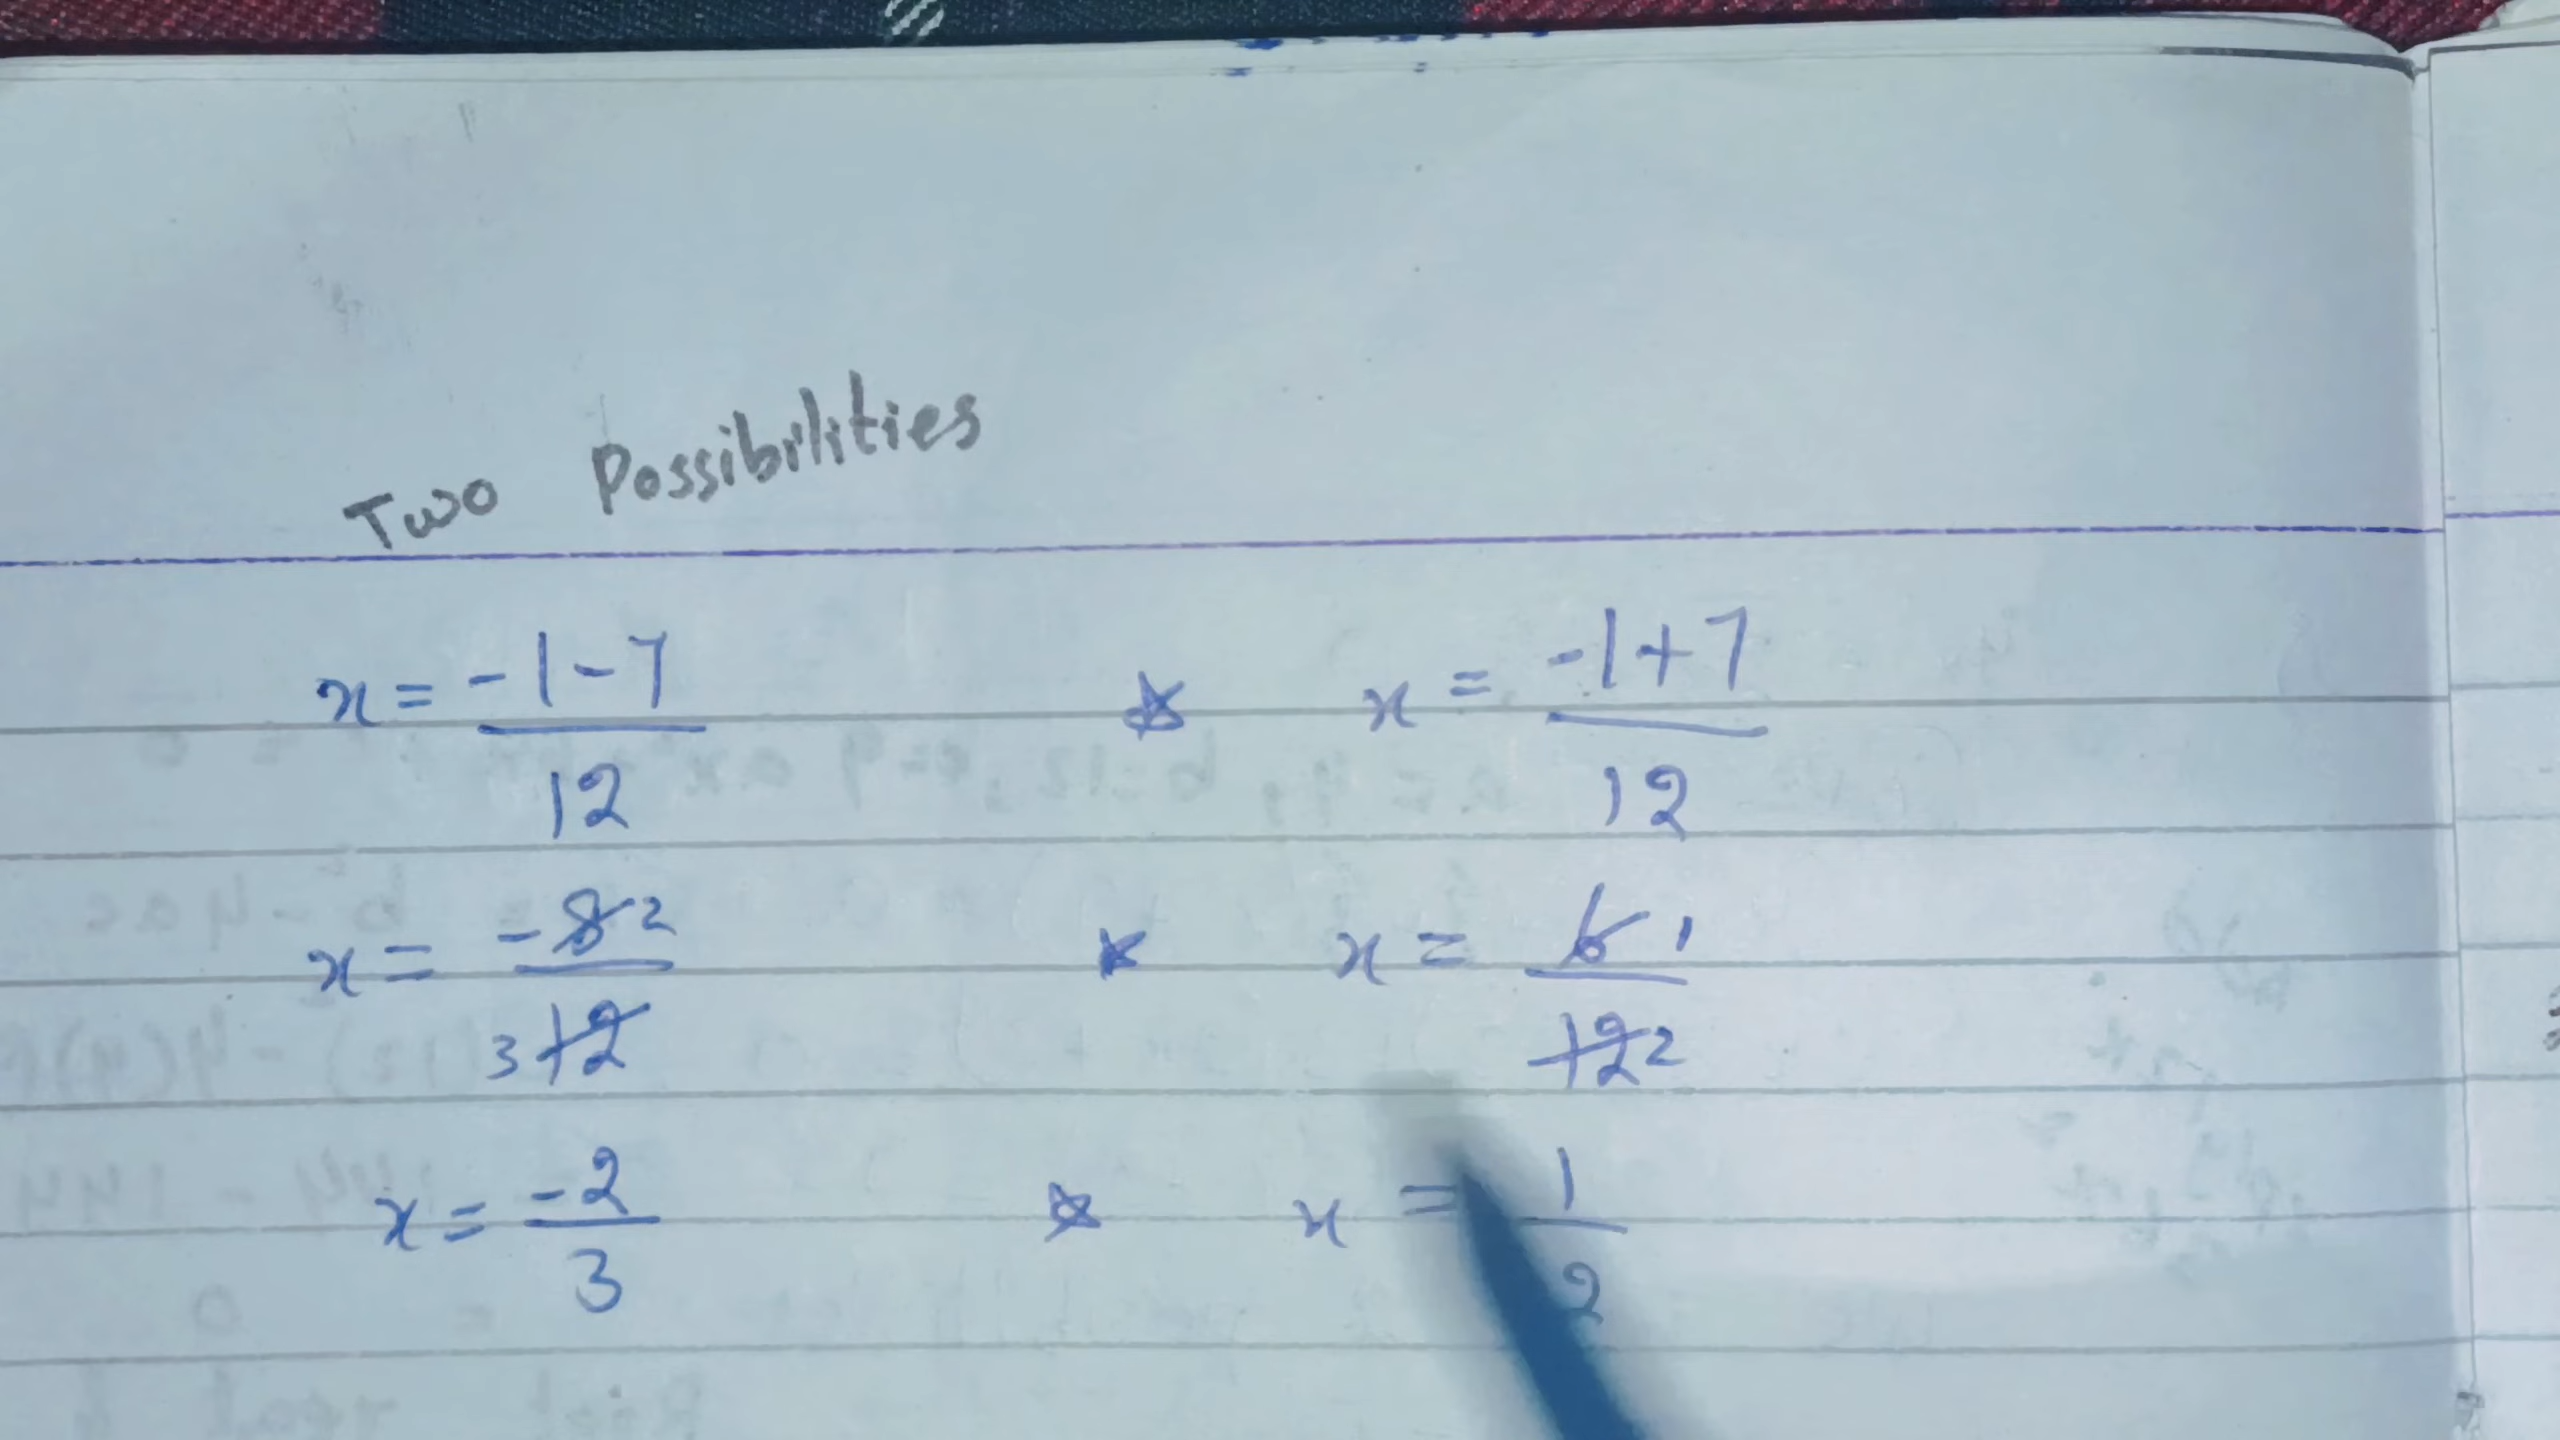 Two Possibilities
x = -1-7 / 12 ☆ x = -1+7 / 12
x = -8 2 / 3 12 ☆ x = 6 1 / 12 2
x = -2 / 3 ☆ x = 1 / 2